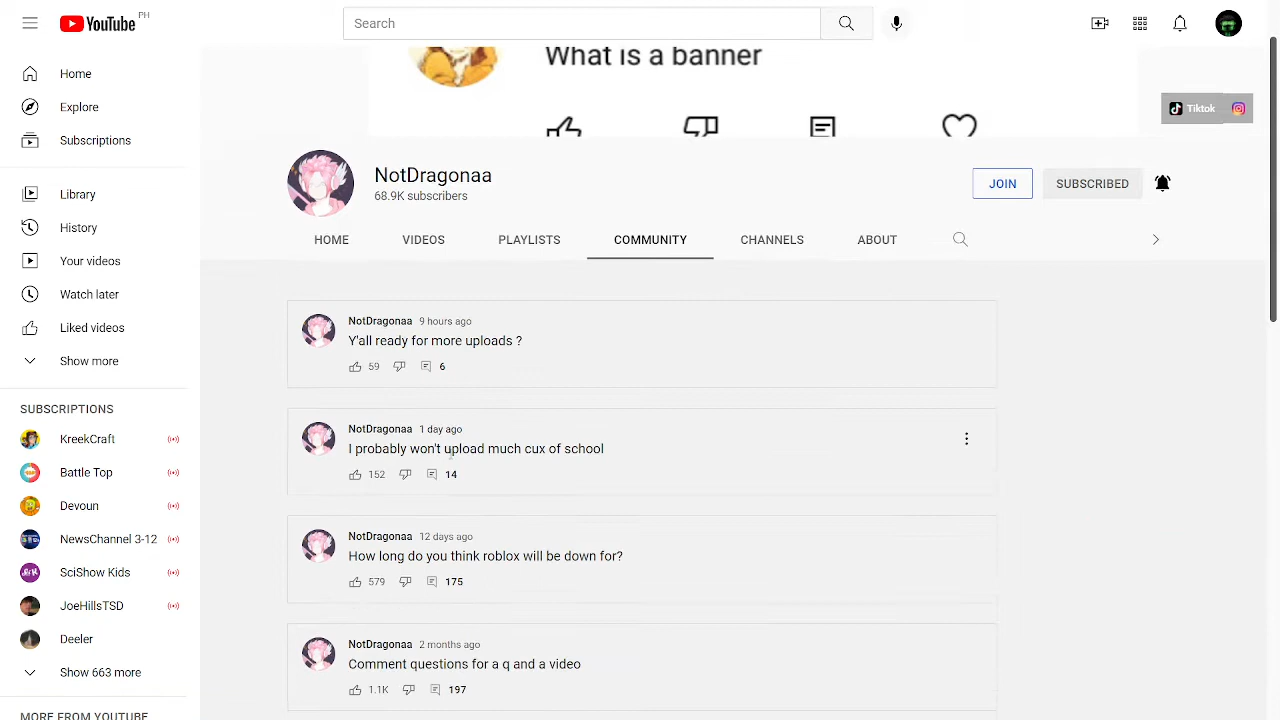 YouTube PH
Search
What is a banner
Tiktok
Home
Explore
Subscriptions
Library
History
Your videos
Watch later
Liked videos
Show more
SUBSCRIPTIONS
KreekCraft
Battle Top
Devoun
NewsChannel 3-12
SciShow Kids
JoeHillsTSD
Deeler
Show 663 more
MORE FROM YOUTUBE
NotDragonaa
68.9K subscribers
JOIN
SUBSCRIBED
HOME VIDEOS PLAYLISTS COMMUNITY CHANNELS ABOUT
NotDragonaa 9 hours ago
Y'all ready for more uploads ?
59 6
NotDragonaa 1 day ago
I probably won't upload much cux of school
152 14
NotDragonaa 12 days ago
How long do you think roblox will be down for?
579 175
NotDragonaa 2 months ago
Comment questions for a q and a video
1.1K 197